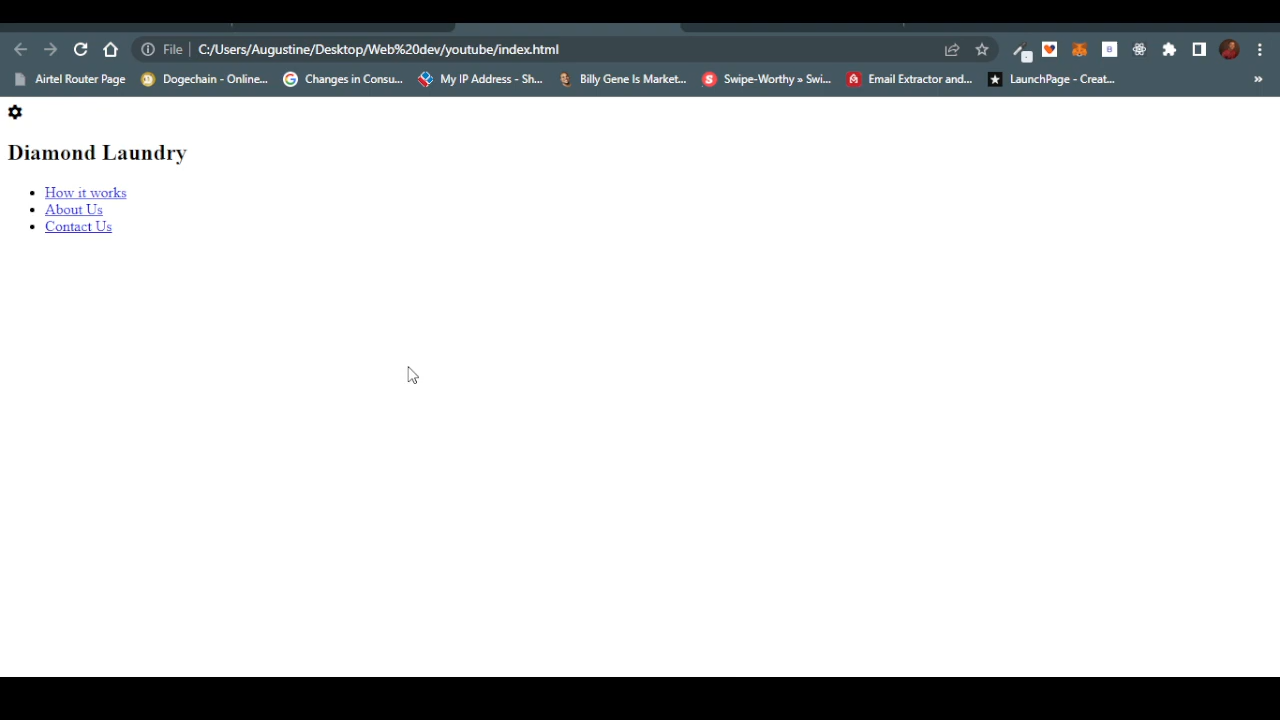 File C:/Users/Augustine/Desktop/Web%20dev/youtube/index.html
Airtel Router Page Dogechain - Online... Changes in Consu... My IP Address - Sh... Billy Gene Is Market... Swipe-Worthy » Swi... Email Extractor and... LaunchPage - Creat... »
Diamond Laundry
How it works
About Us
Contact Us